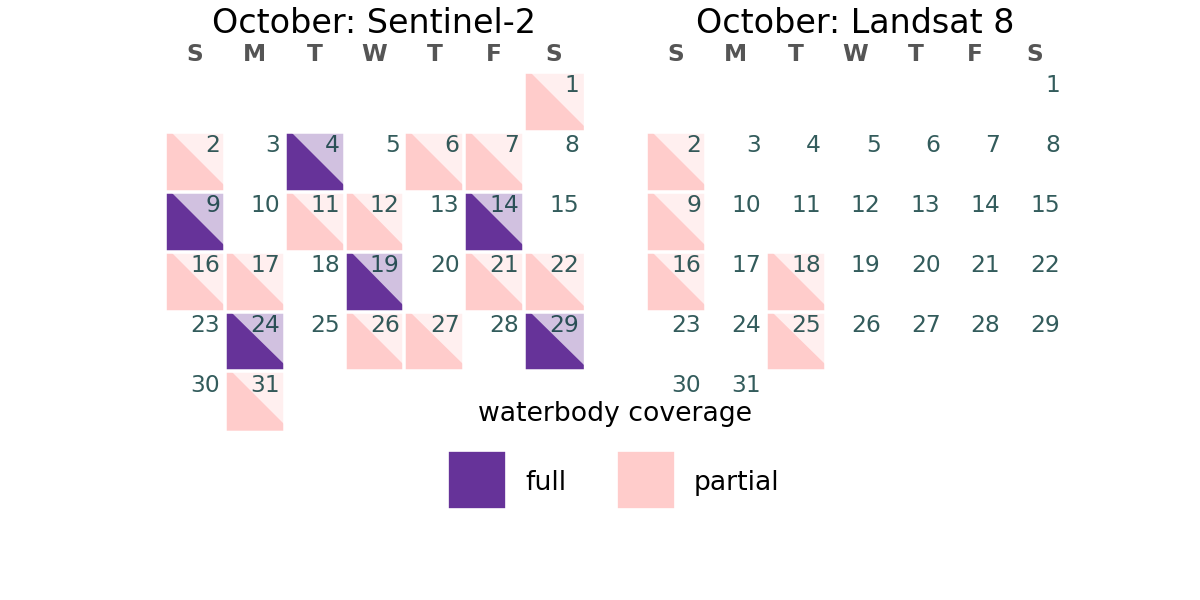 October: Sentinel-2
S M T W T F S
1
2 3 4 5 6 7 8
9 10 11 12 13 14 15
16 17 18 19 20 21 22
23 24 25 26 27 28 29
30 31
October: Landsat 8
S M T W T F S
1
2 3 4 5 6 7 8
9 10 11 12 13 14 15
16 17 18 19 20 21 22
23 24 25 26 27 28 29
30 31
waterbody coverage
full partial